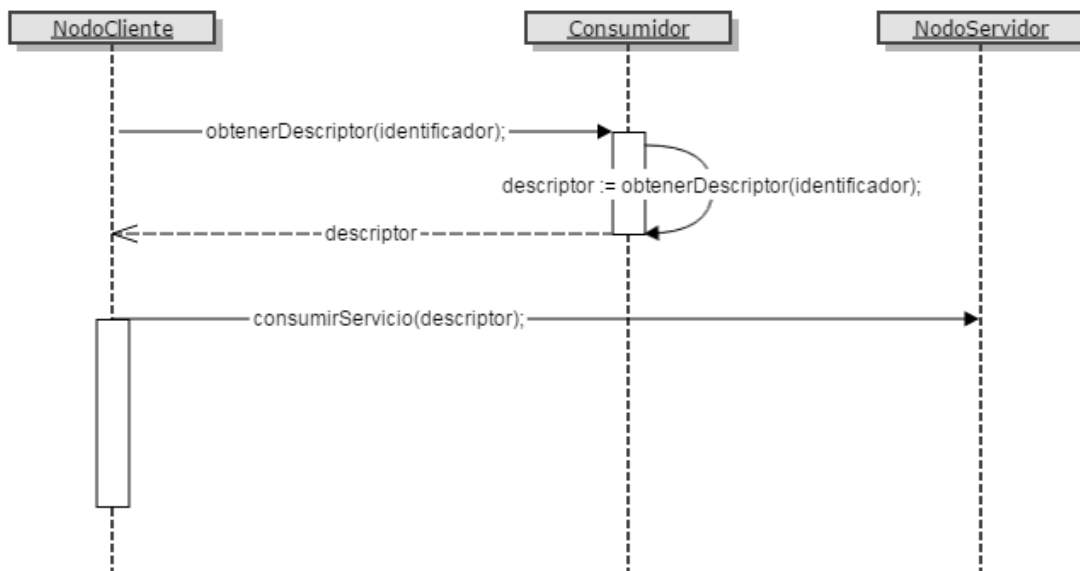 NodoCliente
Consumidor
NodoServidor
obtenerDescriptor(identificador);
descriptor := obtenerDescriptor(identificador);
descriptor
consumirServicio(descriptor);